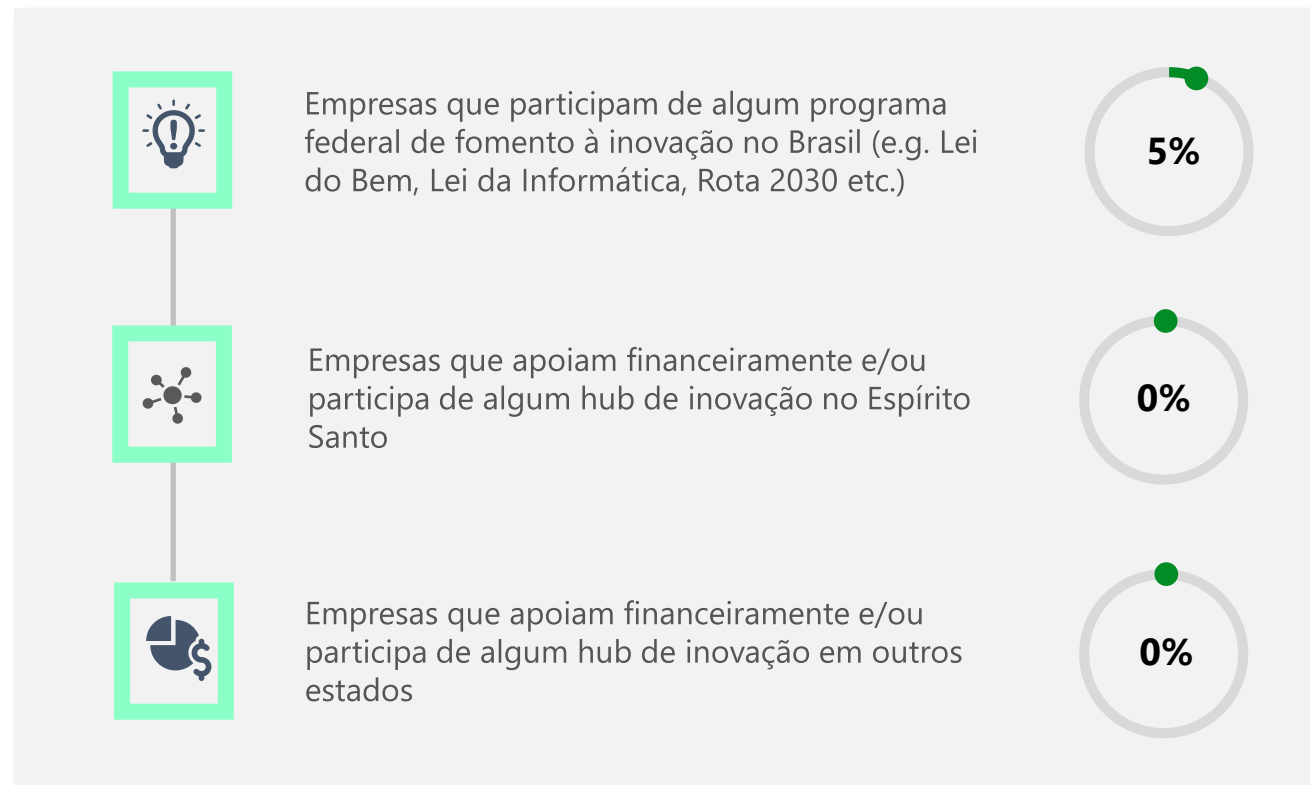 Empresas que participam de algum programa
federal de fomento à inovação no Brasil (e.g. Lei
do Bem, Lei da Informática, Rota 2030 etc.)
5%
Empresas que apoiam financeiramente e/ou
participa de algum hub de inovação no Espírito
Santo
0%
Empresas que apoiam financeiramente e/ou
participa de algum hub de inovação em outros
estados
0%